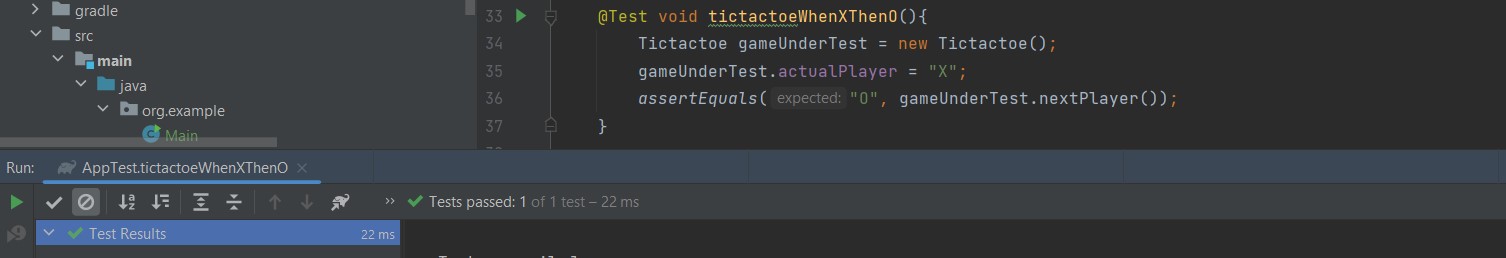 gradle
src
main
java
org.example
Main
33 @Test void tictactoeWhenXThenO(){
34 Tictactoe gameUnderTest = new Tictactoe();
35 gameUnderTest.actualPlayer = "X";
36 assertEquals( expected: "O", gameUnderTest.nextPlayer());
37 }
Run: AppTest.tictactoeWhenXThenO ×
» Tests passed: 1 of 1 test – 22 ms
Test Results 22 ms